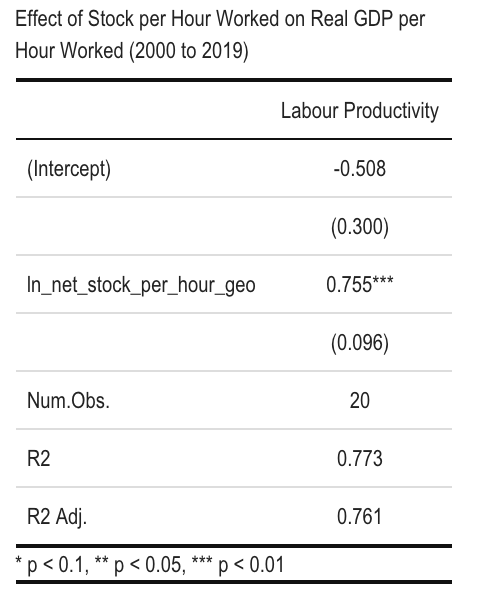 Effect of Stock per Hour Worked on Real GDP per
Hour Worked (2000 to 2019)
Labour Productivity
(Intercept) -0.508
(0.300)
ln_net_stock_per_hour_geo 0.755***
(0.096)
Num.Obs. 20
R2 0.773
R2 Adj. 0.761
* p < 0.1, ** p < 0.05, *** p < 0.01